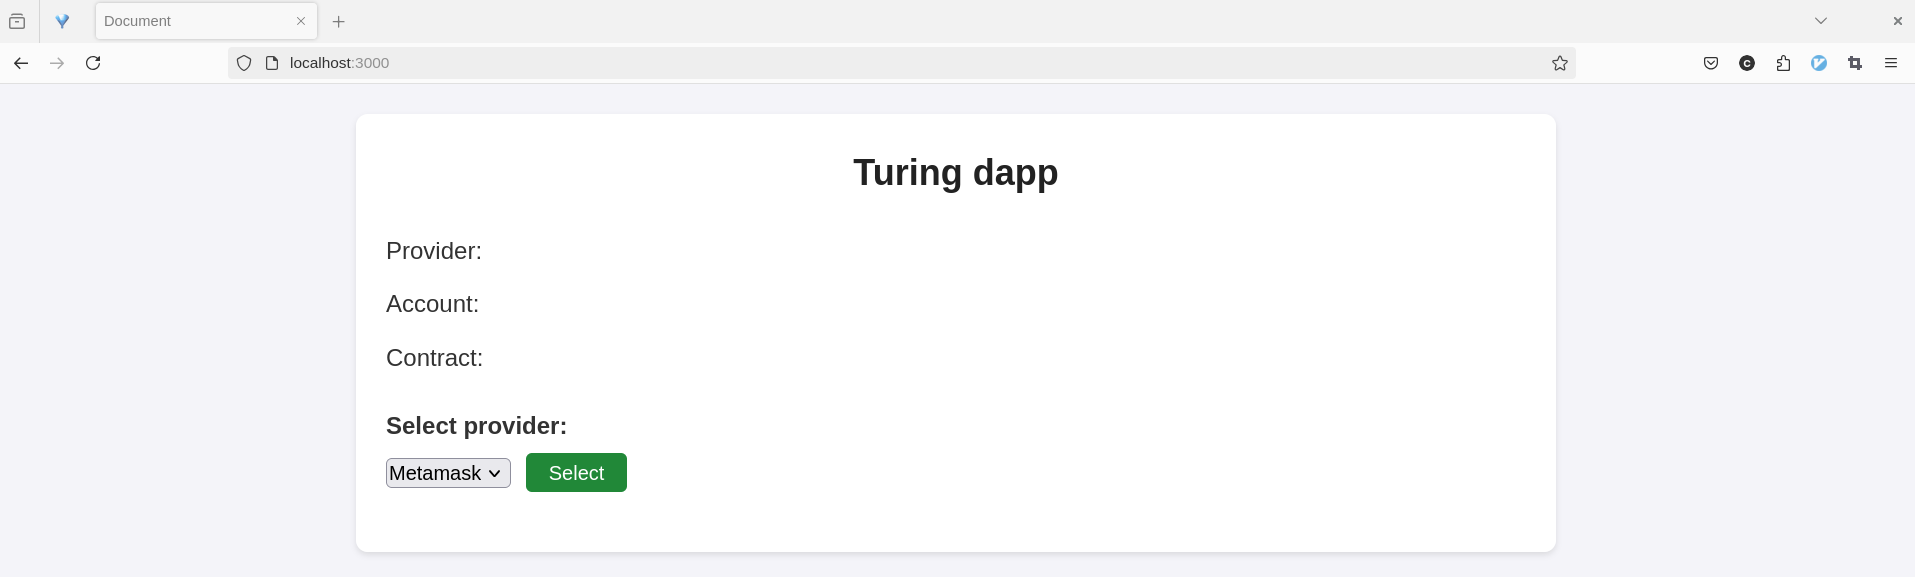 Document
localhost:3000
Turing dapp
Provider:
Account:
Contract:
Select provider:
Metamask
Select